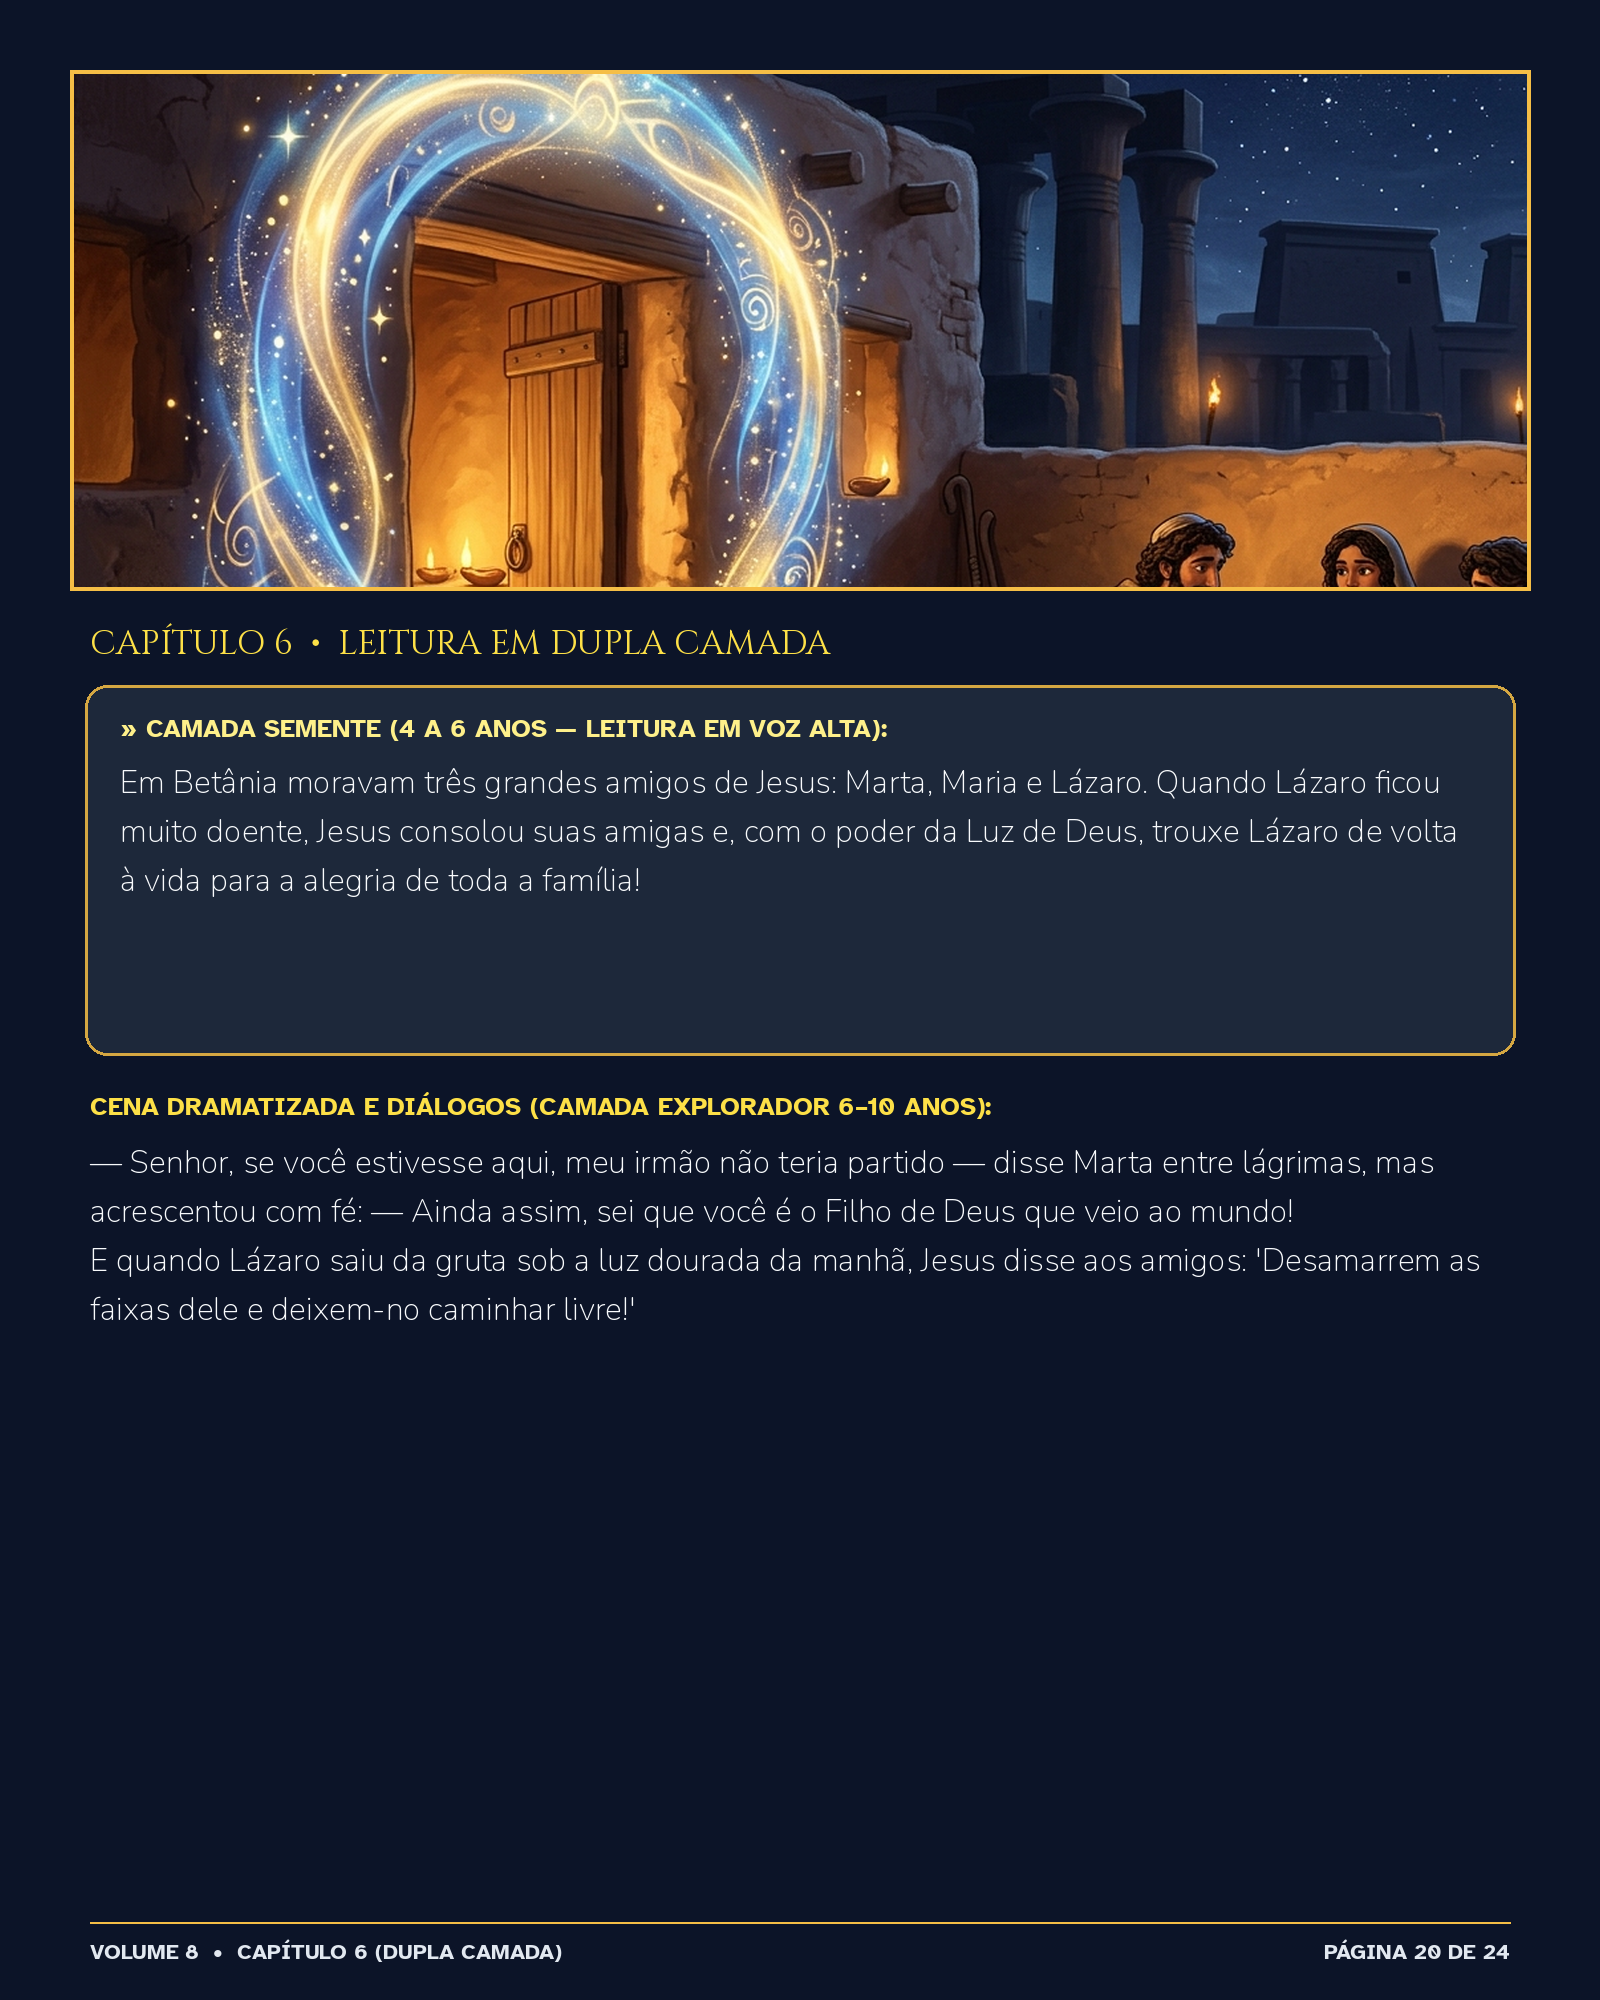 CAPÍTULO 6 • LEITURA EM DUPLA CAMADA
» CAMADA SEMENTE (4 A 6 ANOS — LEITURA EM VOZ ALTA):
Em Betânia moravam três grandes amigos de Jesus: Marta, Maria e Lázaro. Quando Lázaro ficou
muito doente, Jesus consolou suas amigas e, com o poder da Luz de Deus, trouxe Lázaro de volta
à vida para a alegria de toda a família!
CENA DRAMATIZADA E DIÁLOGOS (CAMADA EXPLORADOR 6–10 ANOS):
— Senhor, se você estivesse aqui, meu irmão não teria partido — disse Marta entre lágrimas, mas
acrescentou com fé: — Ainda assim, sei que você é o Filho de Deus que veio ao mundo!
E quando Lázaro saiu da gruta sob a luz dourada da manhã, Jesus disse aos amigos: 'Desamarrem as
faixas dele e deixem-no caminhar livre!'
VOLUME 8 • CAPÍTULO 6 (DUPLA CAMADA)
PÁGINA 20 DE 24